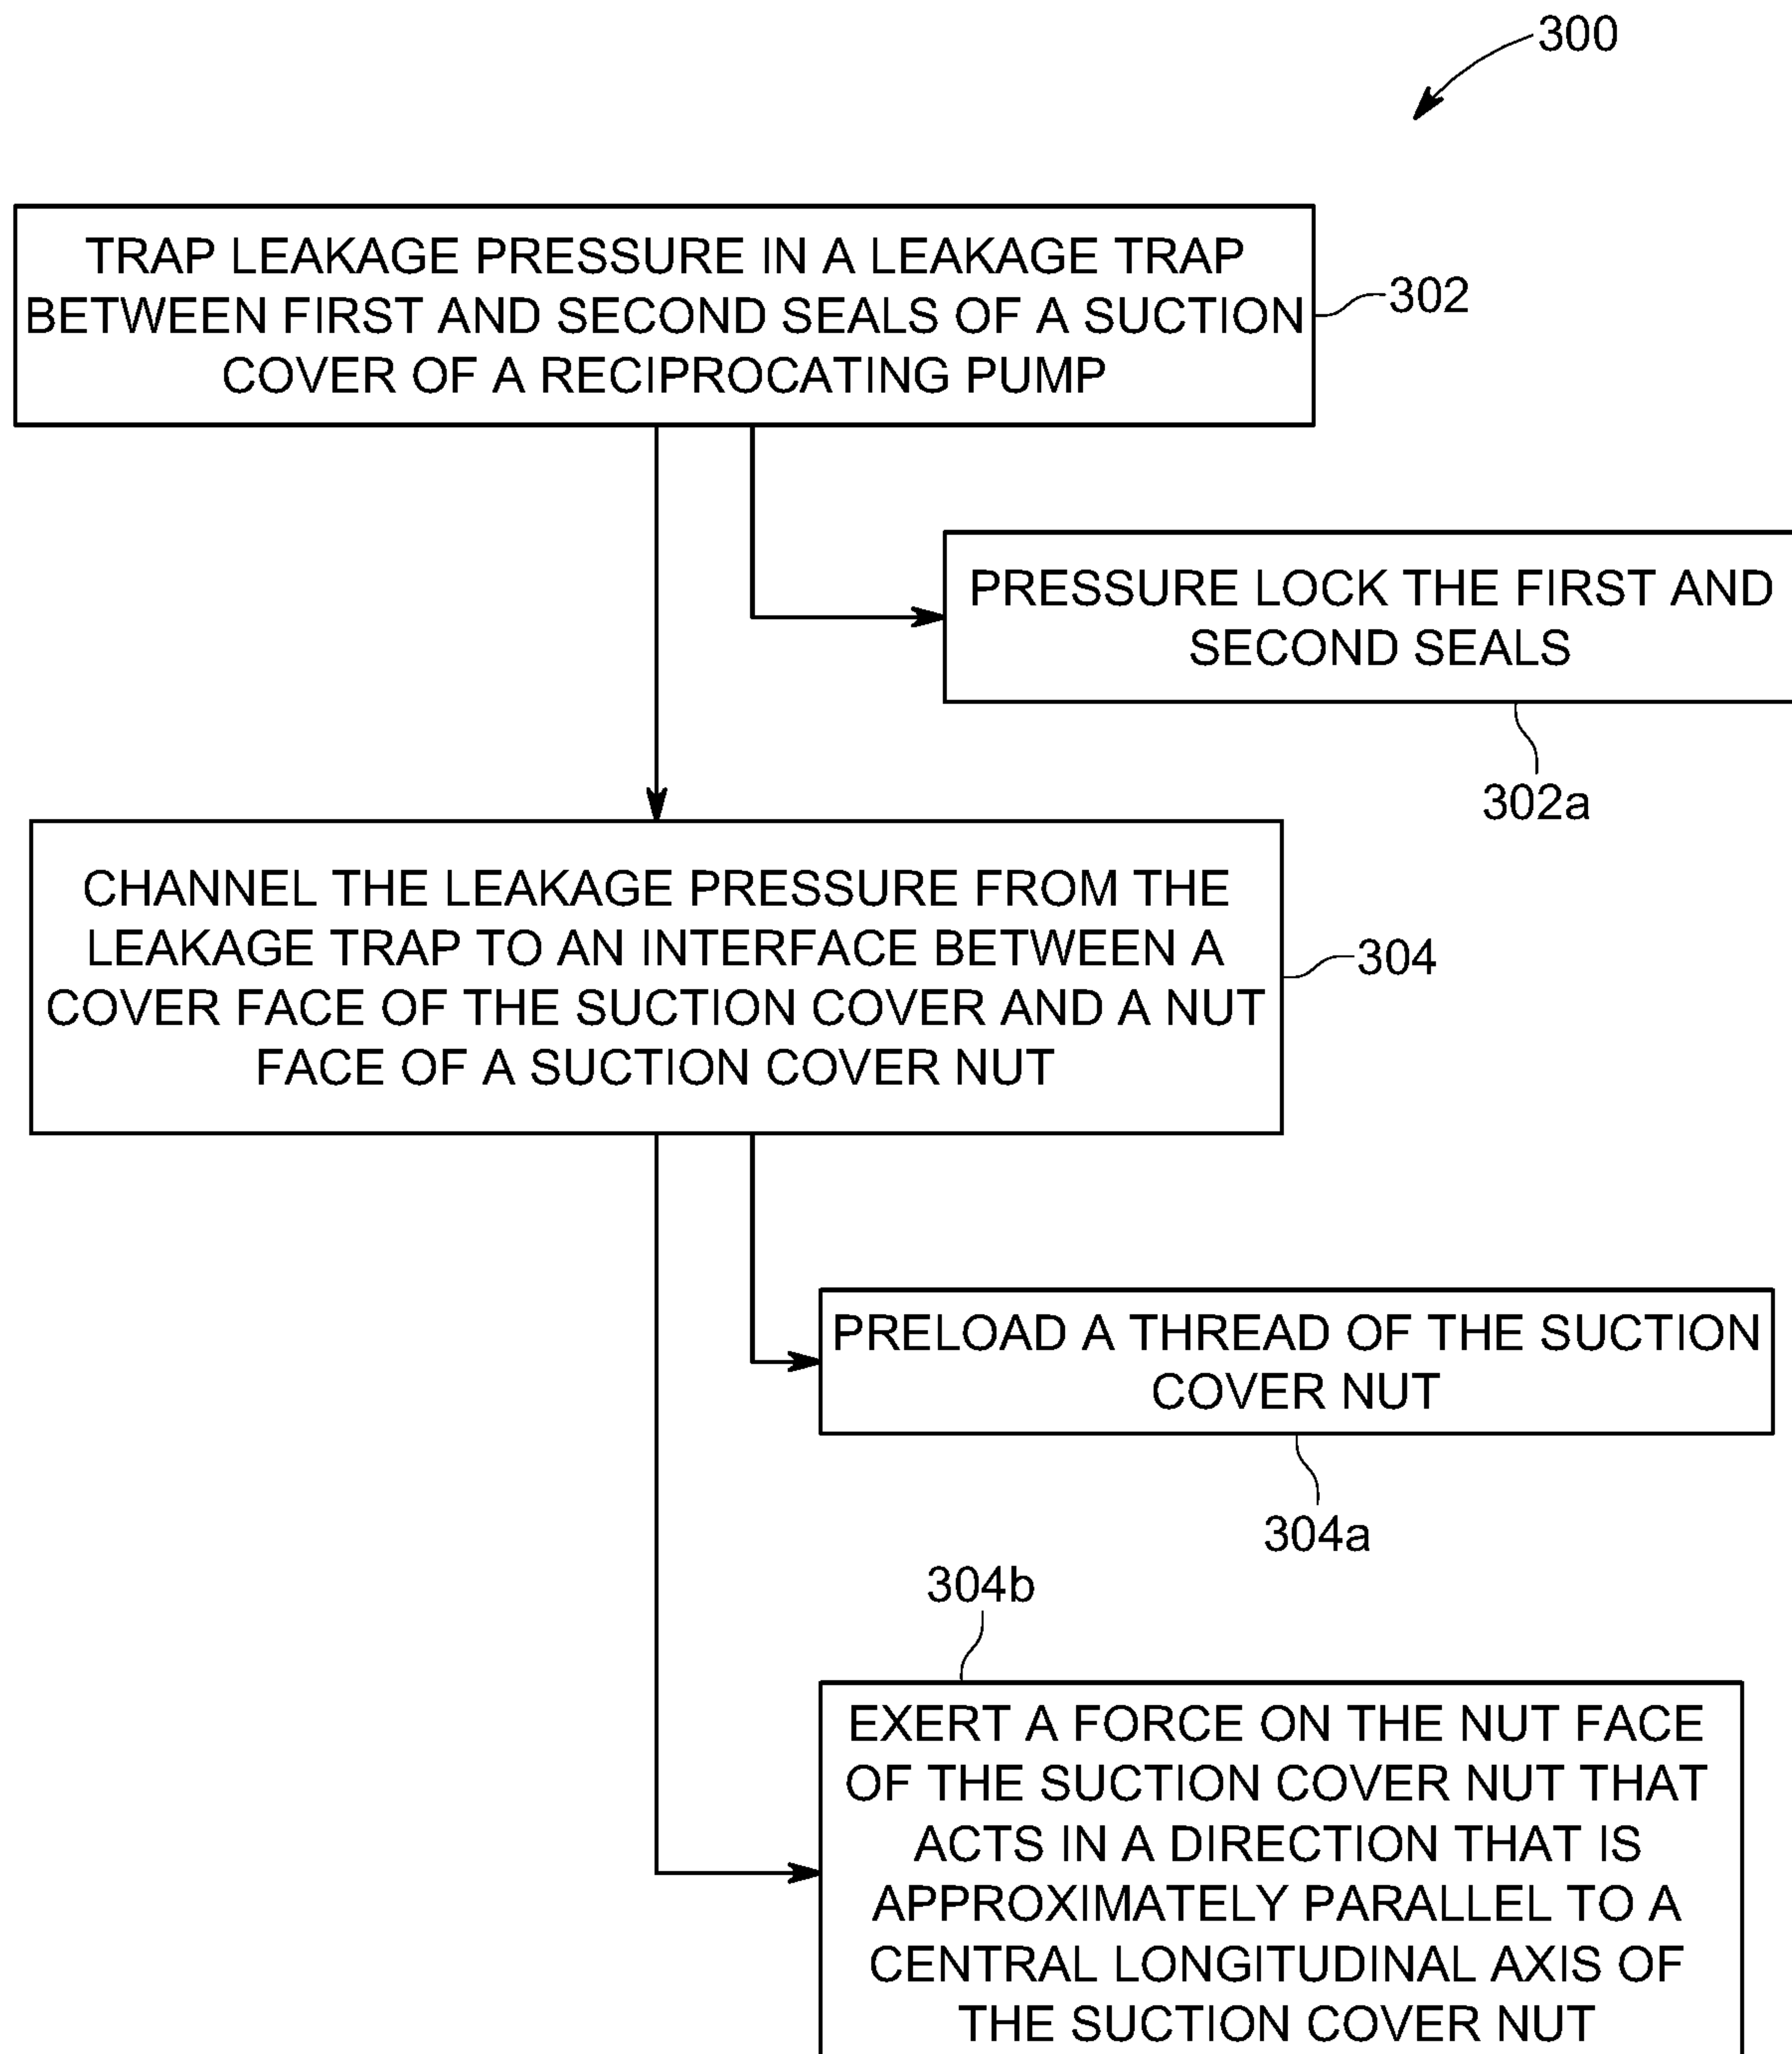 300
TRAP LEAKAGE PRESSURE IN A LEAKAGE TRAP
BETWEEN FIRST AND SECOND SEALS OF A SUCTION
COVER OF A RECIPROCATING PUMP
302
PRESSURE LOCK THE FIRST AND
SECOND SEALS
302a
CHANNEL THE LEAKAGE PRESSURE FROM THE
LEAKAGE TRAP TO AN INTERFACE BETWEEN A
COVER FACE OF THE SUCTION COVER AND A NUT
FACE OF A SUCTION COVER NUT
304
PRELOAD A THREAD OF THE SUCTION
COVER NUT
304a
304b
EXERT A FORCE ON THE NUT FACE
OF THE SUCTION COVER NUT THAT
ACTS IN A DIRECTION THAT IS
APPROXIMATELY PARALLEL TO A
CENTRAL LONGITUDINAL AXIS OF
THE SUCTION COVER NUT